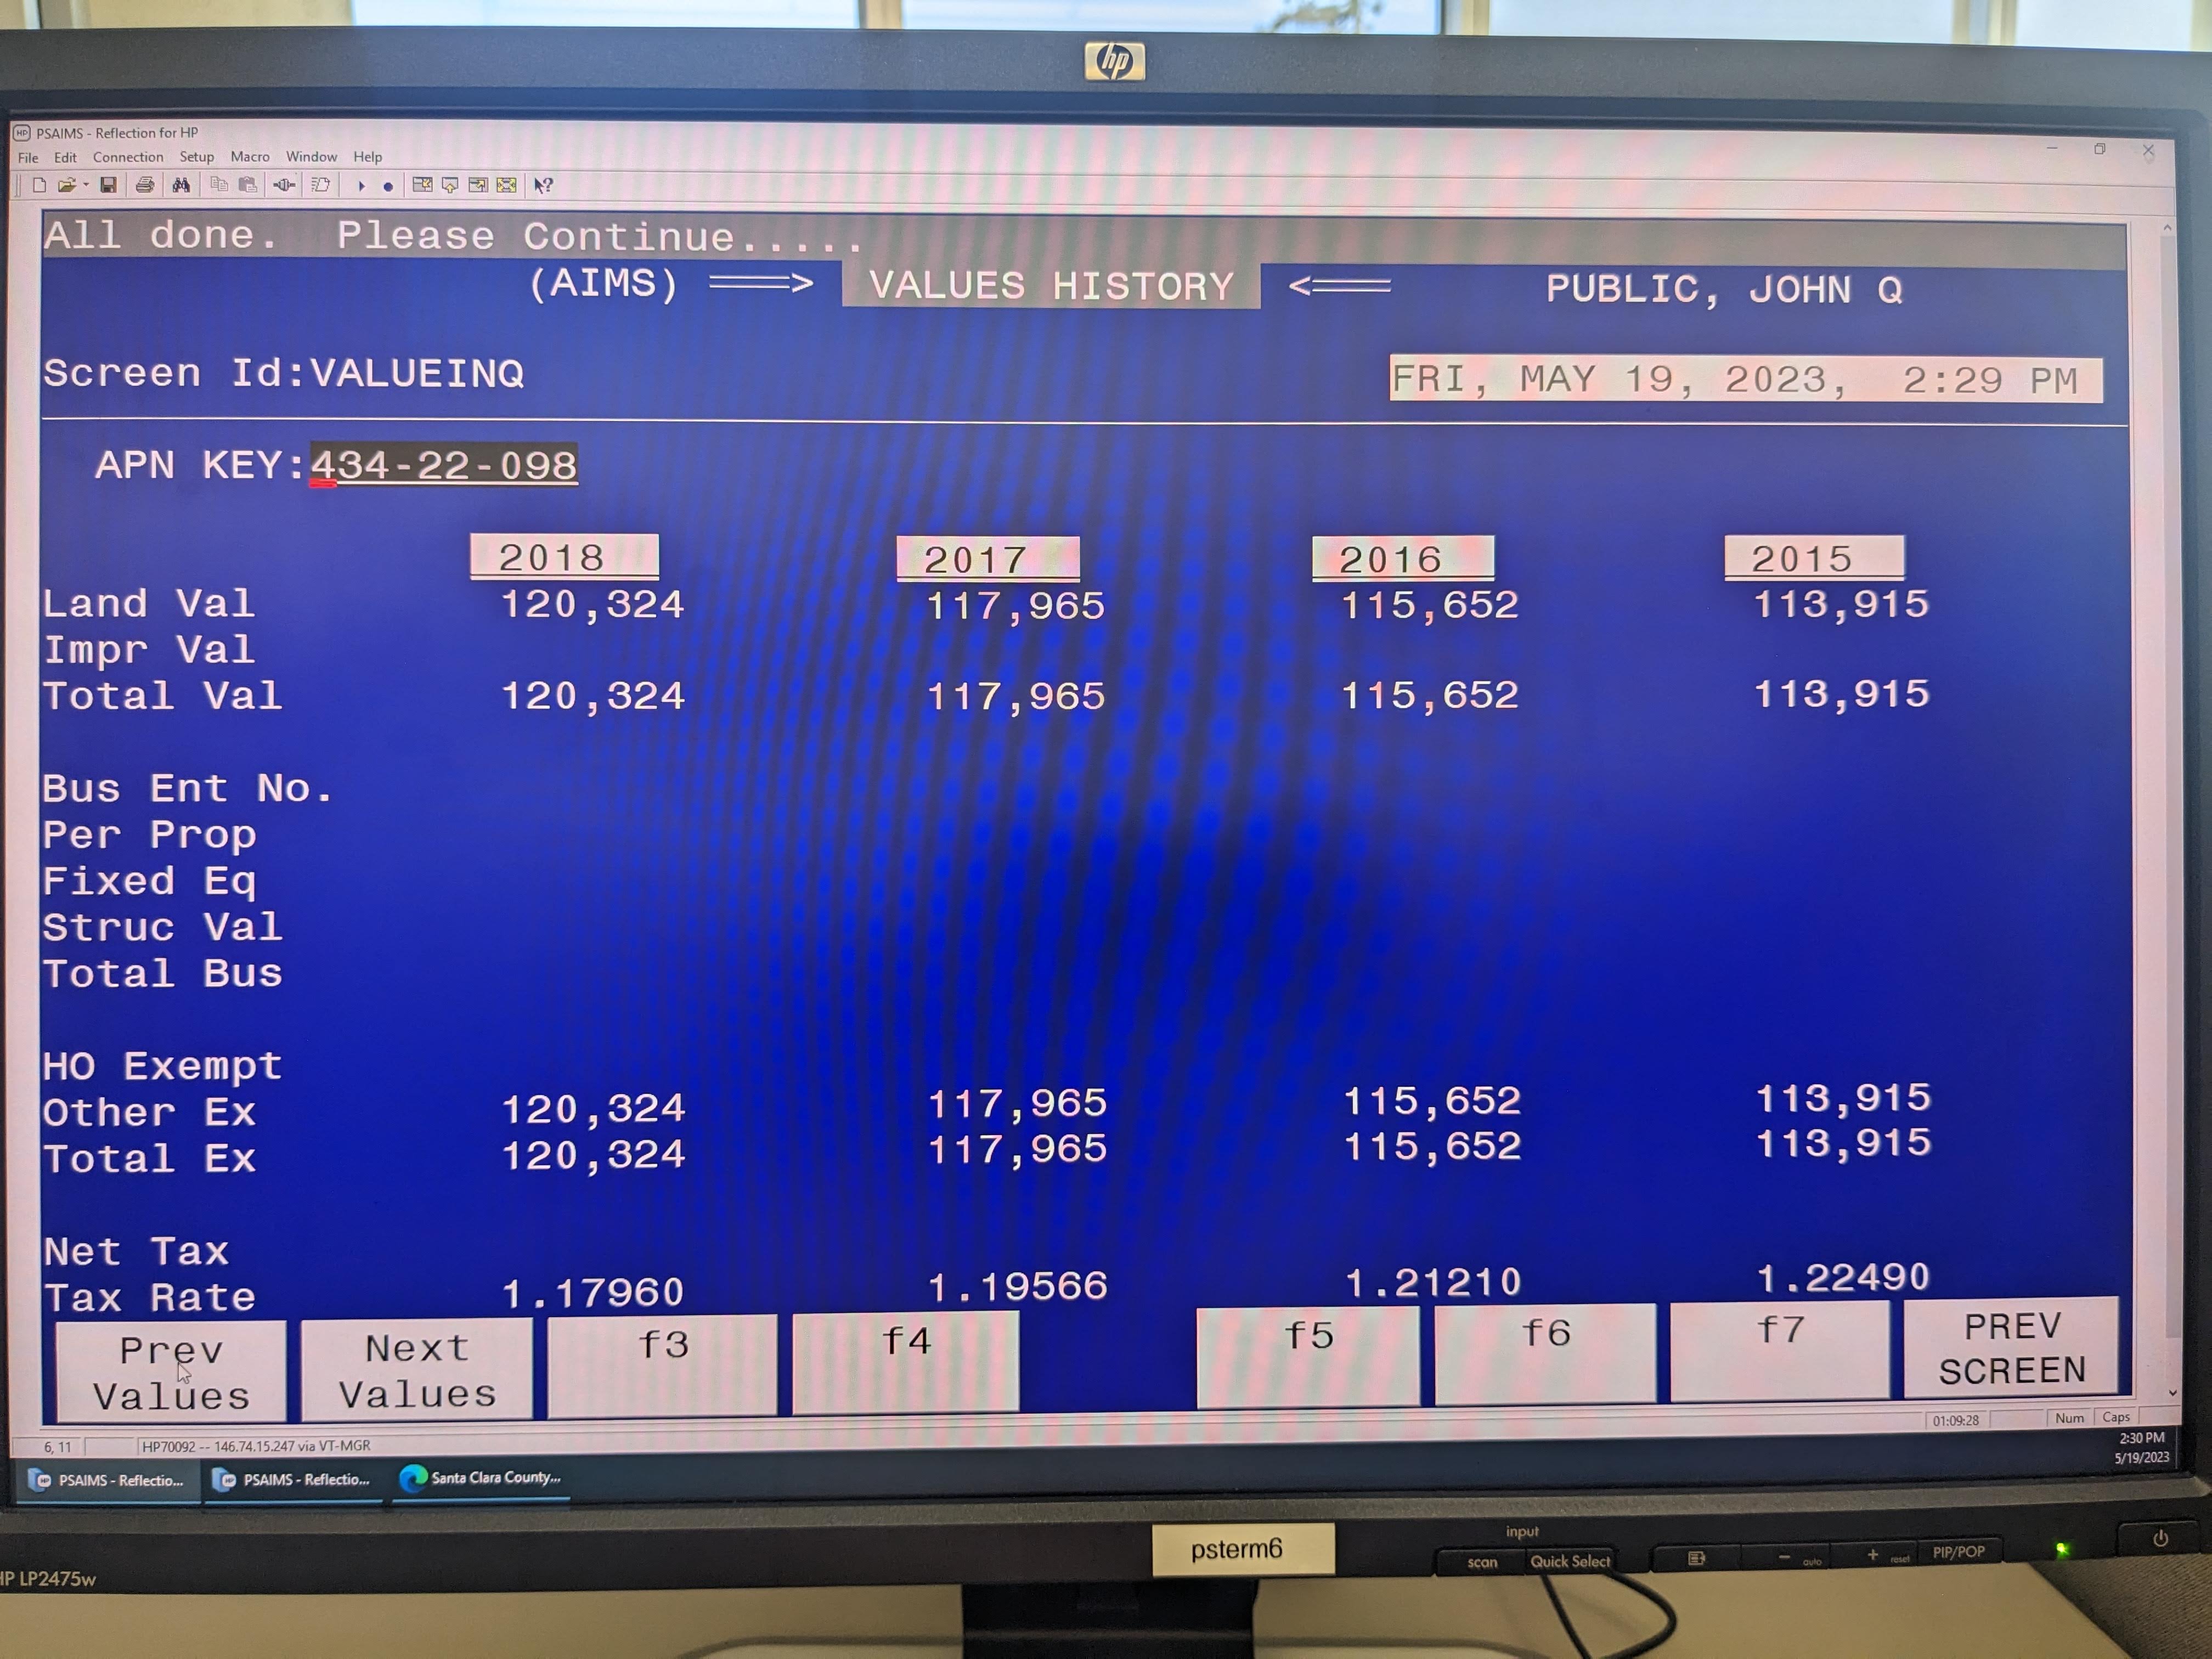 hp
PSAIMS - Reflection for HP
File Edit Connection Setup Macro Window Help
All done. Please Continue.....
(AIMS) ===> VALUES HISTORY <=== PUBLIC, JOHN Q
Screen Id:VALUEINQ FRI, MAY 19, 2023, 2:29 PM
APN KEY:434-22-098
2018 2017 2016 2015
Land Val 120,324 117,965 115,652 113,915
Impr Val
Total Val 120,324 117,965 115,652 113,915
Bus Ent No.
Per Prop
Fixed Eq
Struc Val
Total Bus
HO Exempt
Other Ex 120,324 117,965 115,652 113,915
Total Ex 120,324 117,965 115,652 113,915
Net Tax
Tax Rate 1.17960 1.19566 1.21210 1.22490
Prev Values Next Values f3 f4 f5 f6 f7 PREV SCREEN
01:09:28 Num Caps
6, 11 HP70092 -- 146.74.15.247 via VT-MGR
2:30 PM
5/19/2023
PSAIMS - Reflectio... PSAIMS - Reflectio... Santa Clara County...
psterm6
input
scan Quick Select - auto + reset PIP/POP
HP LP2475w